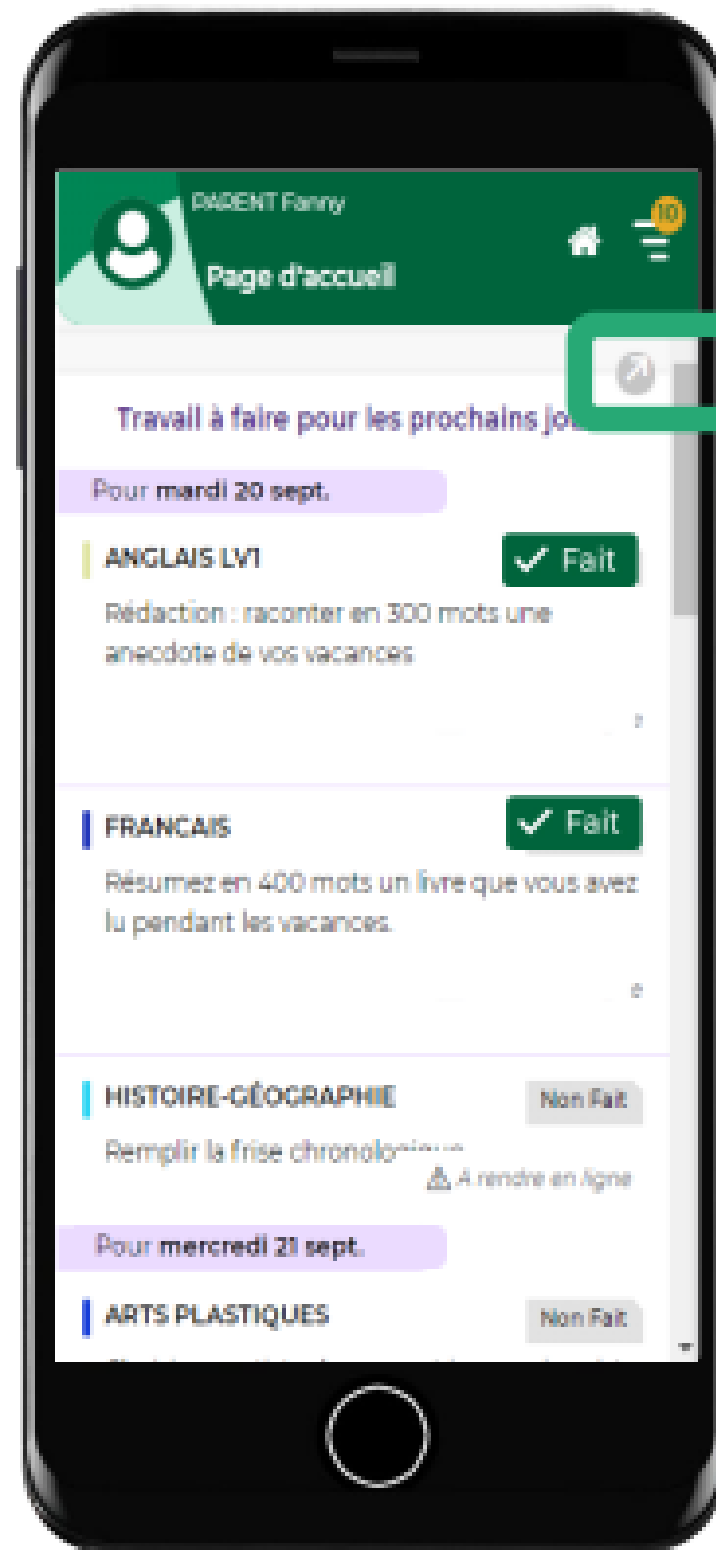 PARENT Fanny
10
Page d'accueil
Travail à faire pour les prochains
Pour mardi 20 sept.
ANGLAIS LV1
✓ Fait
Rédaction : raconter en 300 mots une
anecdote de vos vacances
FRANCAIS
✓ Fait
Résumez en 400 mots un livre que vous avez
lu pendant les vacances.
HISTOIRE-GÉOGRAPHIE
Non Fait
Remplir la frise
A rendre en ligne
Pour mercredi 21 sept.
ARTS PLASTIQUES
Non Fait